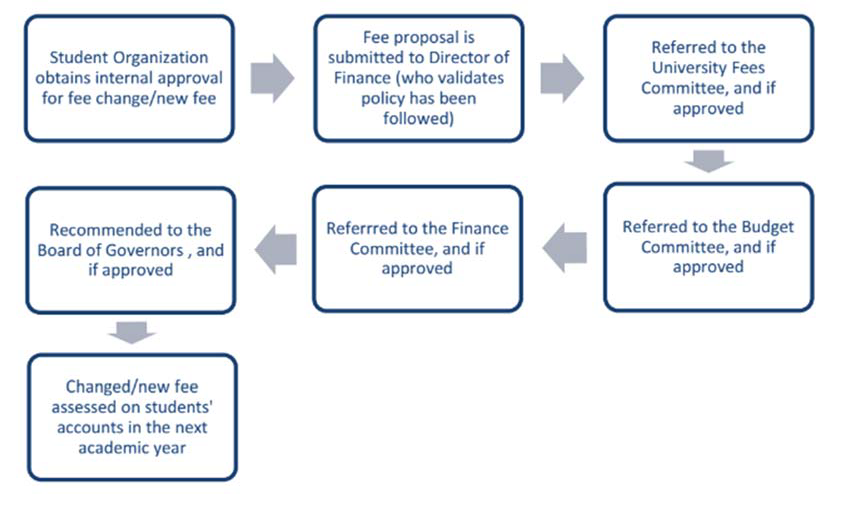 Student Organization
obtains internal approval
for fee change/new fee
Fee proposal is
submitted to Director of
Finance (who validates
policy has been
followed)
Referred to the
University Fees
Committee, and if
approved
Referred to the Budget
Committee, and if
approved
Referrred to the Finance
Committee, and if
approved
Recommended to the
Board of Governors , and
if approved
Changed/new fee
assessed on students'
accounts in the next
academic year